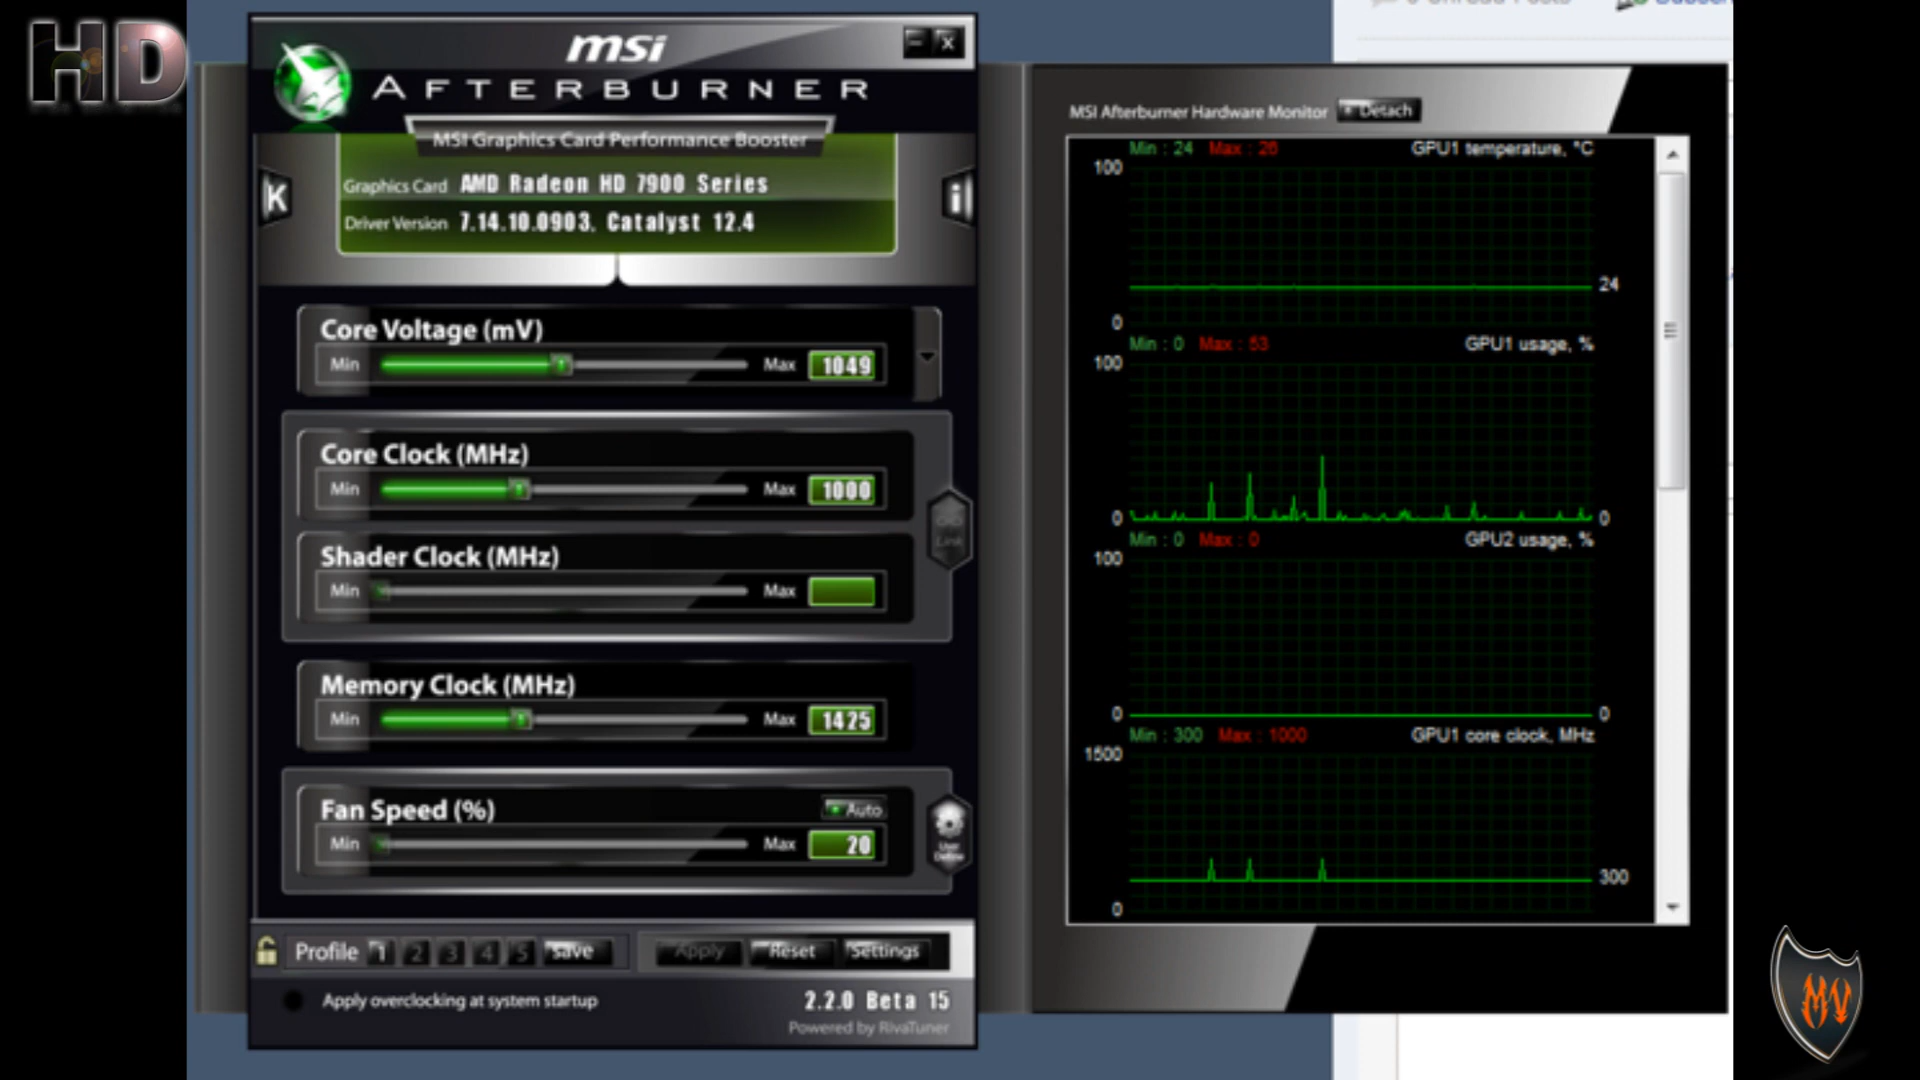 HD
0 Unread Posts
msi
AFTERBURNER
MSI Graphics Card Performance Booster
Graphics Card AMD Radeon HD 7900 Series
Driver Version 7.14.10.0903, Catalyst 12.4
K
i
Core Voltage (mV)
Min Max 1049
Core Clock (MHz)
Min Max 1000
Link
Shader Clock (MHz)
Min Max
Memory Clock (MHz)
Min Max 1425
Fan Speed (%)
Auto
Min Max 20
User
Define
Profile 1 2 3 4 5 save
Apply Reset Settings
Apply overclocking at system startup
2.2.0 Beta 15
Powered by RivaTuner
MSI Afterburner Hardware Monitor Detach
Min : 24 Max : 26 GPU1 temperature, °C
100
24
0
Min : 0 Max : 53 GPU1 usage, %
100
0 0
Min : 0 Max : 0 GPU2 usage, %
100
0 0
Min : 300 Max : 1000 GPU1 core clock, MHz
1500
300
0
MV